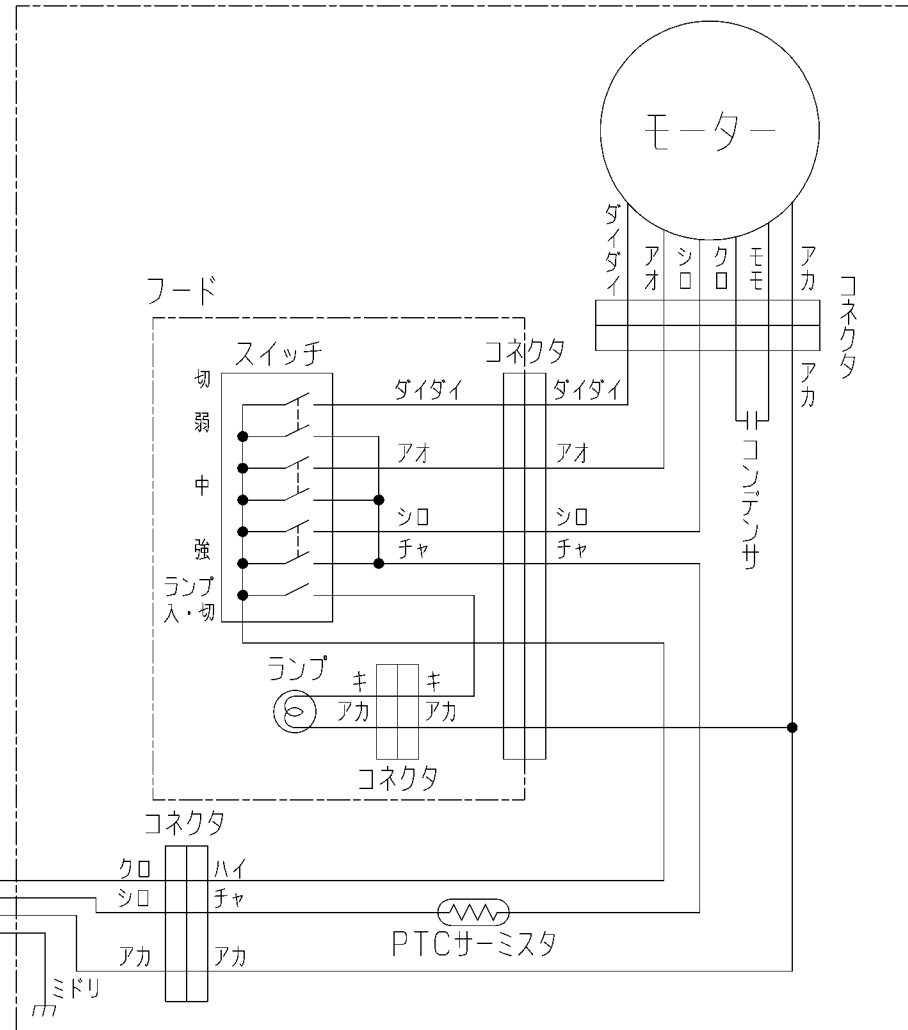 モーター
ダイダイ
アオ
シロ
クロ
モモ
アカ
コネクタ
アカ
コンデンサ
フード
スイッチ
コネクタ
切
弱
中
強
ランプ
入・切
ダイダイ
ダイダイ
アオ
アオ
シロ
シロ
チャ
チャ
ランプ
キ
キ
アカ
アカ
コネクタ
コネクタ
クロ
ハイ
シロ
チャ
PTCサーミスタ
アカ
アカ
ミドリ